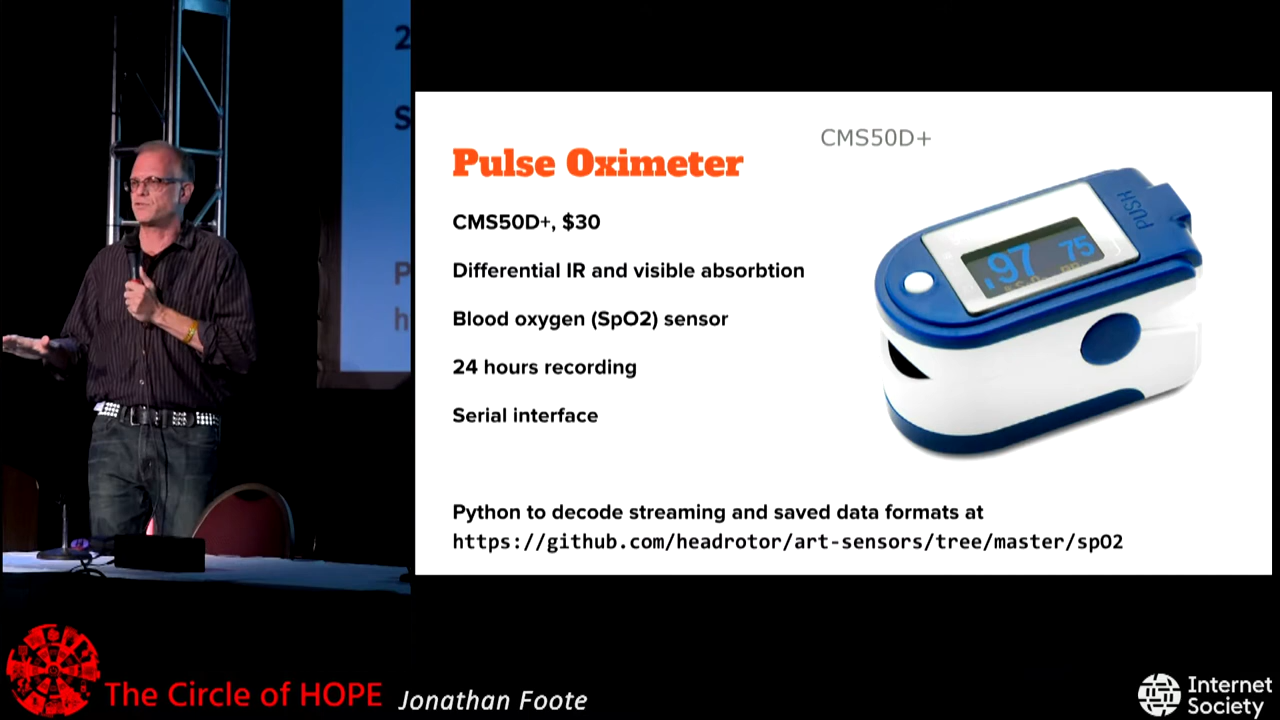 CMS50D+
Pulse Oximeter
CMS50D+, $30
Differential IR and visible absorbtion
Blood oxygen (SpO2) sensor
24 hours recording
Serial interface
PUSH
97 75
Python to decode streaming and saved data formats at
https://github.com/headrotor/art-sensors/tree/master/spO2
2
S
P
h
The Circle of HOPE
Jonathan Foote
Internet
Society